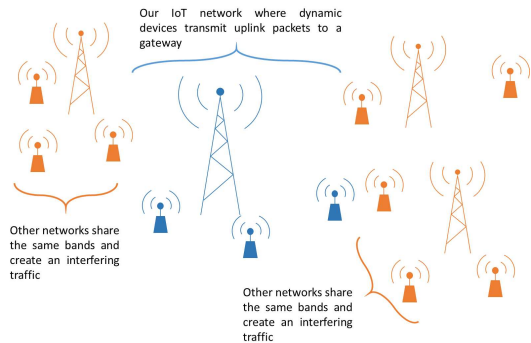 Our IoT network where dynamic
devices transmit uplink packets to a
gateway
Other networks share
the same bands and
create an interfering
traffic
Other networks share
the same bands and
create an interfering
traffic